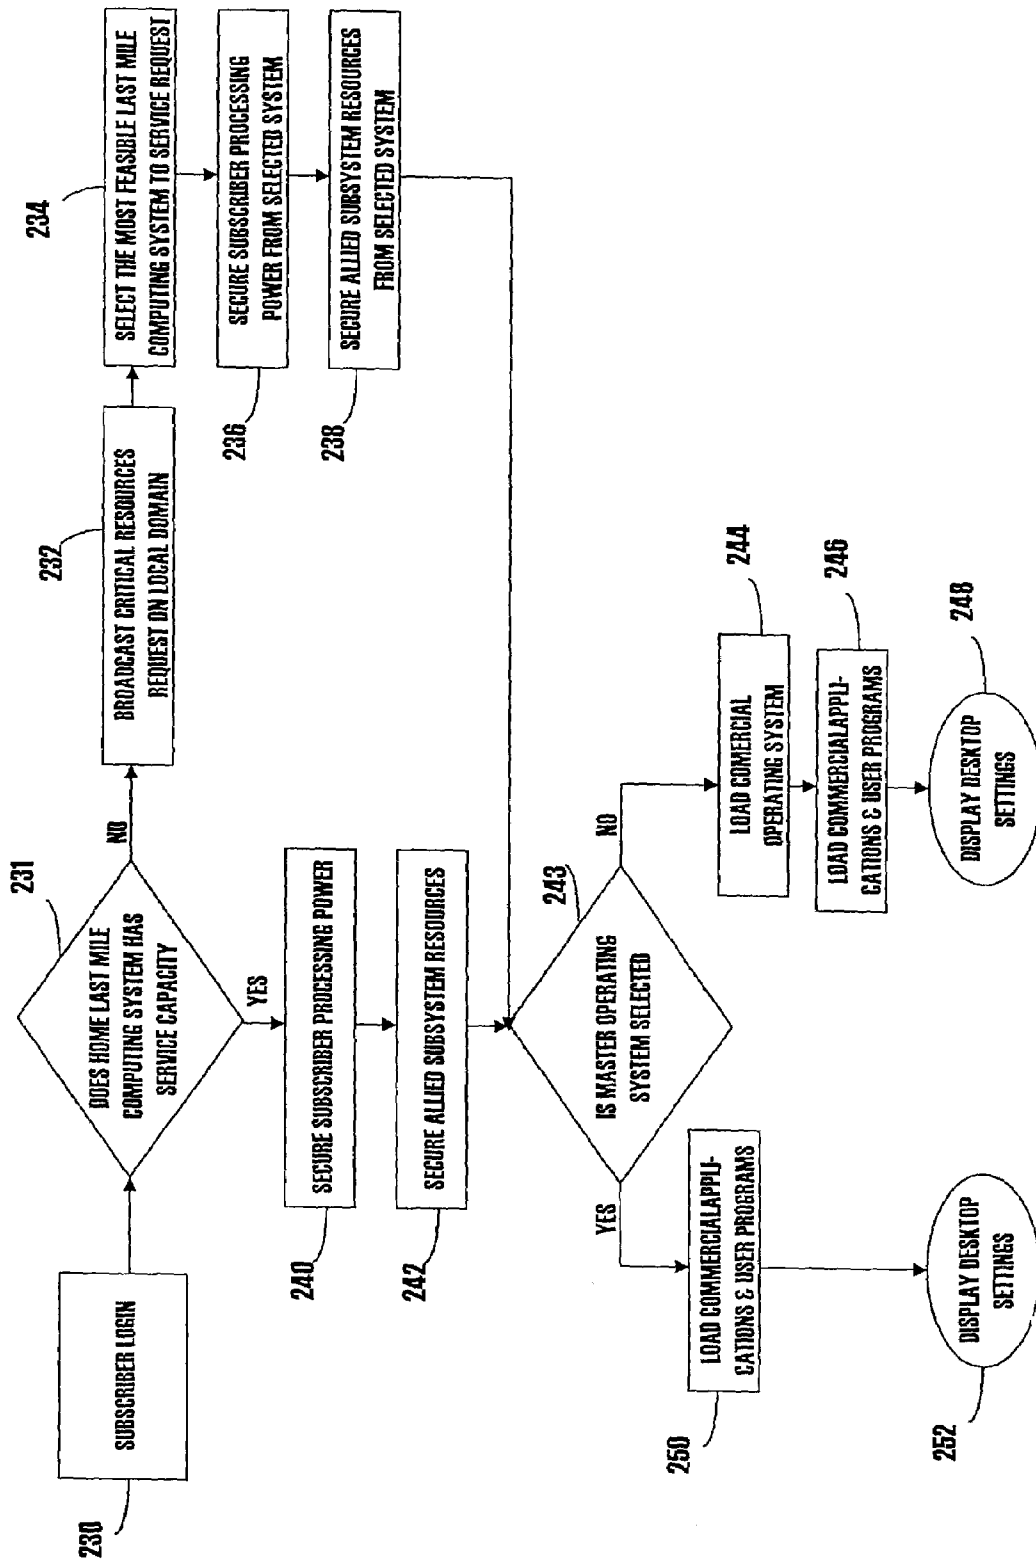 SUBSCRIBER LOGIN
230
DOES HOME LAST MILE
COMPUTING SYSTEM HAS
SERVICE CAPACITY
231
NO
YES
BROADCAST CRITICAL RESOURCES
REQUEST ON LOCAL DOMAIN
232
SELECT THE MOST FEASIBLE LAST MILE
COMPUTING SYSTEM TO SERVICE REQUEST
234
SECURE SUBSCRIBER PROCESSING
POWER FROM SELECTED SYSTEM
236
SECURE ALLIED SUBSYSTEM RESOURCES
FROM SELECTED SYSTEM
238
SECURE SUBSCRIBER PROCESSING POWER
240
SECURE ALLIED SUBSYSTEM RESOURCES
242
IS MASTER OPERATING
SYSTEM SELECTED
243
YES
NO
LOAD COMERCIAL
OPERATING SYSTEM
244
LOAD COMMERCIALAPPLI-
CATIONS & USER PROGRAMS
246
DISPLAY DESKTOP
SETTINGS
248
LOAD COMMERCIALAPPLI-
CATIONS & USER PROGRAMS
250
DISPLAY DESKTOP
SETTINGS
252